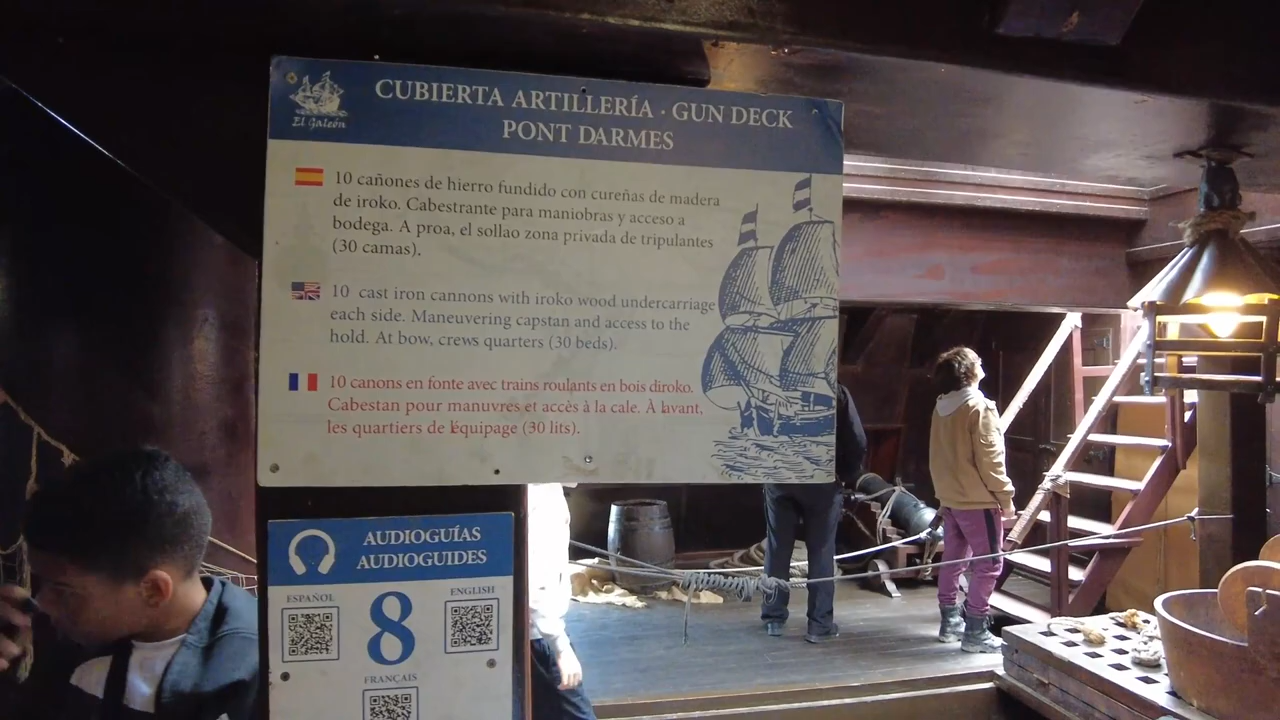 El Galeón
CUBIERTA ARTILLERÍA · GUN DECK
PONT DARMES
10 cañones de hierro fundido con cureñas de madera
de iroko. Cabestrante para maniobras y acceso a
bodega. A proa, el sollao zona privada de tripulantes
(30 camas).
10 cast iron cannons with iroko wood undercarriage
each side. Maneuvering capstan and access to the
hold. At bow, crews quarters (30 beds).
10 canons en fonte avec trains roulants en bois diroko.
Cabestan pour manuvres et accès à la cale. À lavant,
les quartiers de léquipage (30 lits).
AUDIOGUÍAS
AUDIOGUIDES
ESPAÑOL
8
ENGLISH
FRANÇAIS